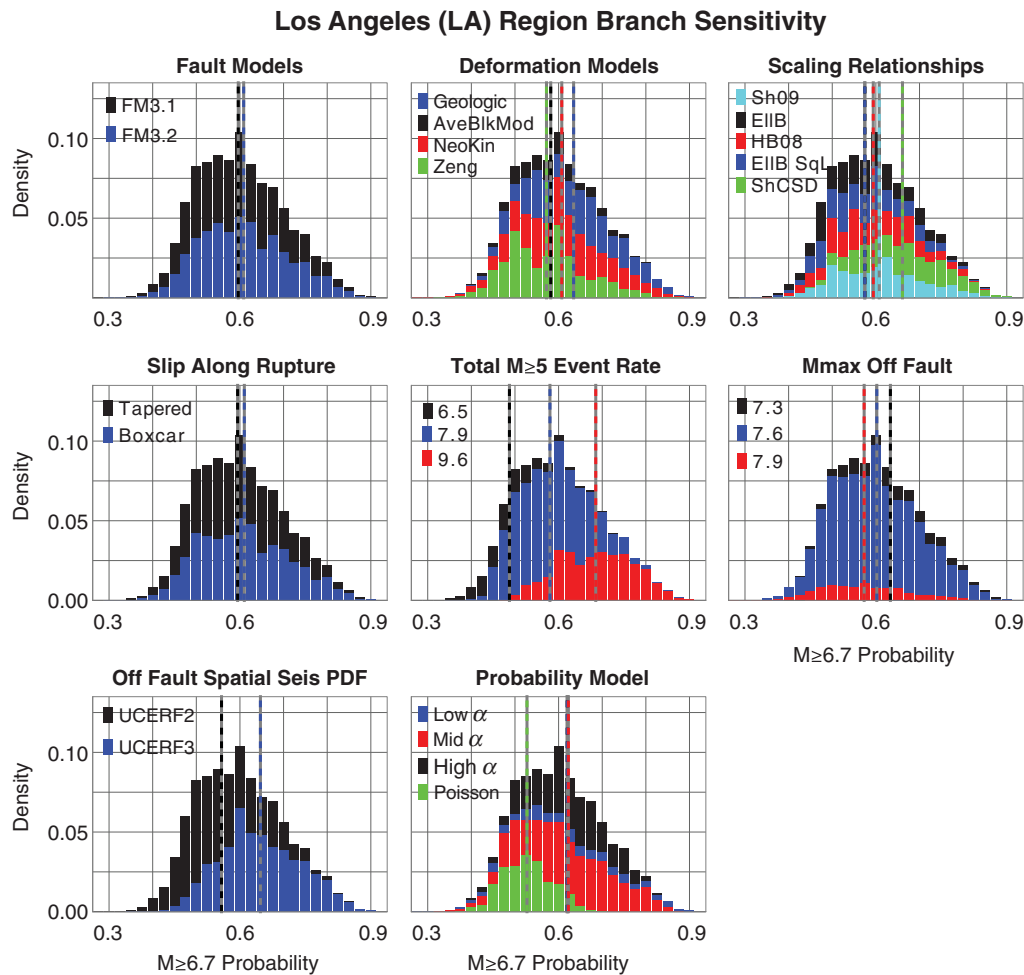 Los Angeles (LA) Region Branch Sensitivity
Fault Models
Density
0.10
0.05
FM3.1
FM3.2
0.3 0.6 0.9
Deformation Models
Geologic
AveBlkMod
NeoKin
Zeng
0.3 0.6 0.9
Scaling Relationships
Sh09
EllB
HB08
EllB SqL
ShCSD
0.3 0.6 0.9
Slip Along Rupture
Density
0.10
0.05
0.00
Tapered
Boxcar
0.3 0.6 0.9
Total M≥5 Event Rate
6.5
7.9
9.6
0.3 0.6 0.9
Mmax Off Fault
7.3
7.6
7.9
0.3 0.6 0.9
M≥6.7 Probability
Off Fault Spatial Seis PDF
Density
0.10
0.05
0.00
UCERF2
UCERF3
0.3 0.6 0.9
M≥6.7 Probability
Probability Model
Low α
Mid α
High α
Poisson
0.3 0.6 0.9
M≥6.7 Probability